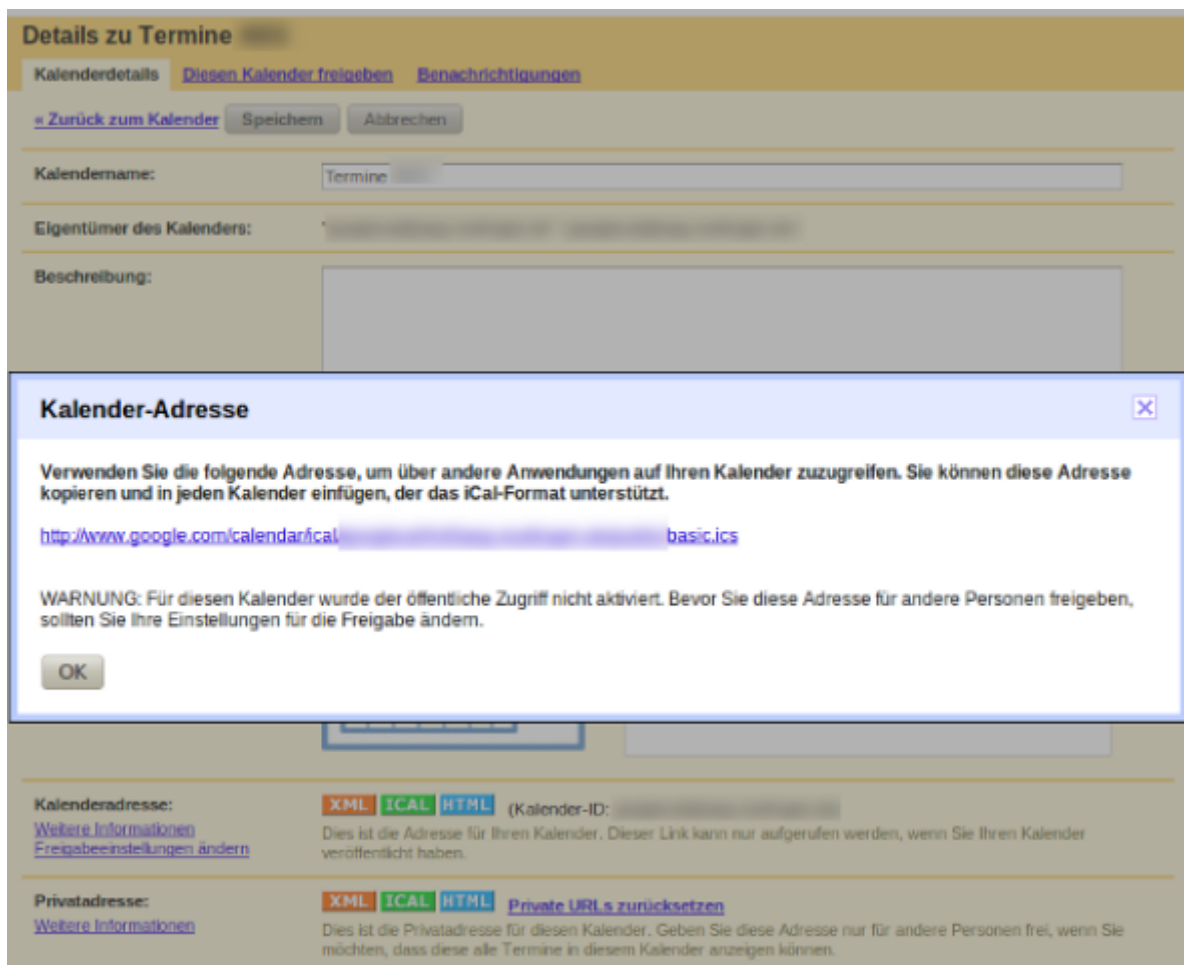 Details zu Termine
Kalenderdetails Diesen Kalender freigeben Benachrichtigungen
« Zurück zum Kalender Speichern Abbrechen
Kalendername: Termine
Eigentümer des Kalenders:
Beschreibung:
Kalender-Adresse
Verwenden Sie die folgende Adresse, um über andere Anwendungen auf Ihren Kalender zuzugreifen. Sie können diese Adresse
kopieren und in jeden Kalender einfügen, der das iCal-Format unterstützt.
http://www.google.com/calendar/ical/ basic.ics
WARNUNG: Für diesen Kalender wurde der öffentliche Zugriff nicht aktiviert. Bevor Sie diese Adresse für andere Personen freigeben,
sollten Sie Ihre Einstellungen für die Freigabe ändern.
OK
Kalenderadresse: XML ICAL HTML (Kalender-ID:
Weitere Informationen
Dies ist die Adresse für Ihren Kalender. Dieser Link kann nur aufgerufen werden, wenn Sie Ihren Kalender
Freigabeeinstellungen ändern
veröffentlicht haben.
Privatadresse: XML ICAL HTML Private URLs zurücksetzen
Weitere Informationen
Dies ist die Privatadresse für diesen Kalender. Geben Sie diese Adresse nur für andere Personen frei, wenn Sie
möchten, dass diese alle Termine in diesem Kalender anzeigen können.